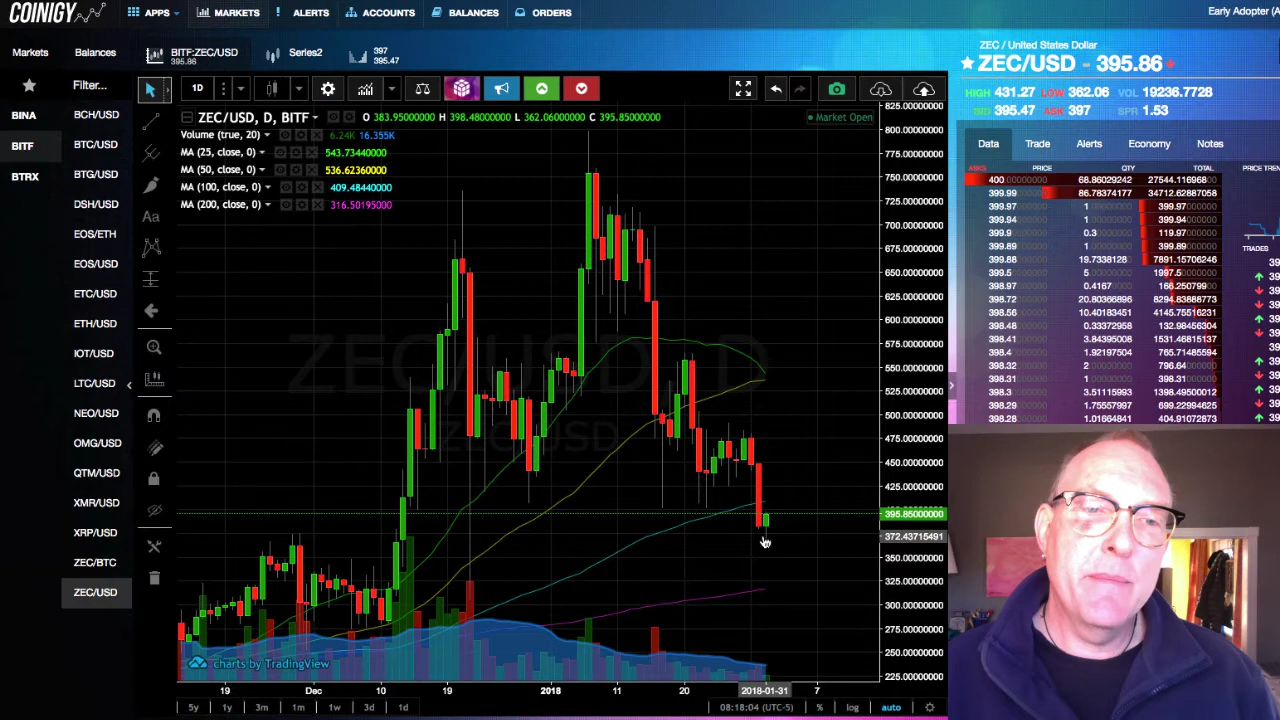 COINIGY
APPS
MARKETS
ALERTS
ACCOUNTS
BALANCES
ORDERS
Early Adopter (A
Markets
Balances
BITF:ZEC/USD
395.86
Series2
397
395.47
ZEC / United States Dollar
ZEC/USD - 395.86
HIGH 431.27 LOW 362.06 VOL 19236.7728
BID 395.47 ASK 397 SPR 1.53
Filter...
1D
BINA
BITF
BTRX
BCH/USD
BTC/USD
BTG/USD
DSH/USD
EOS/ETH
EOS/USD
ETC/USD
ETH/USD
IOT/USD
LTC/USD
NEO/USD
OMG/USD
QTM/USD
XMR/USD
XRP/USD
ZEC/BTC
ZEC/USD
ZEC/USD, D, BITF O 383.95000000 H 398.48000000 L 362.06000000 C 395.85000000
Market Open
Volume (true, 20) 6.24K 16.355K
MA (25, close, 0) 543.73440000
MA (50, close, 0) 536.62360000
MA (100, close, 0) 409.48440000
MA (200, close, 0) 316.50195000
Aa
ZEC/USD, D
ZEC/USD
825.00000000
800.00000000
775.00000000
750.00000000
725.00000000
700.00000000
675.00000000
650.00000000
625.00000000
600.00000000
575.00000000
550.00000000
525.00000000
500.00000000
475.00000000
450.00000000
425.00000000
395.85000000
372.43715491
350.00000000
325.00000000
300.00000000
275.00000000
250.00000000
225.00000000
charts by TradingView
19 Dec 10 19 2018 11 20 2018-01-31 7
5y 1y 3m 1m 1w 3d 1d
08:18:04 (UTC-5) % log auto
Data Trade Alerts Economy Notes
ASKS PRICE QTY TOTAL PRICE TREN
400.00000000 68.86029242 27544.11696800
399.99 86.78374177 34712.62887058
399.97 1 399.97
399.94 1 399.94
399.9 0.3 119.97
399.89 1 399.89
399.88 19.7338128 7891.15706246
399.5 5 1997.5
398.97 0.4167 166.250799
398.72 20.80366896 8294.83888773
398.56 10.40183451 4145.75516231
398.48 0.33372958 132.98456304
398.41 3.84395908 1531.46815137
398.4 1.92197954 765.71485594
398.32 2 796.64
398.31 1 398.31
398.3 3.51115993 1398.49500012
398.29 1.75557997 699.22994625
398.28 1.01664841 404.91072873
TRADES